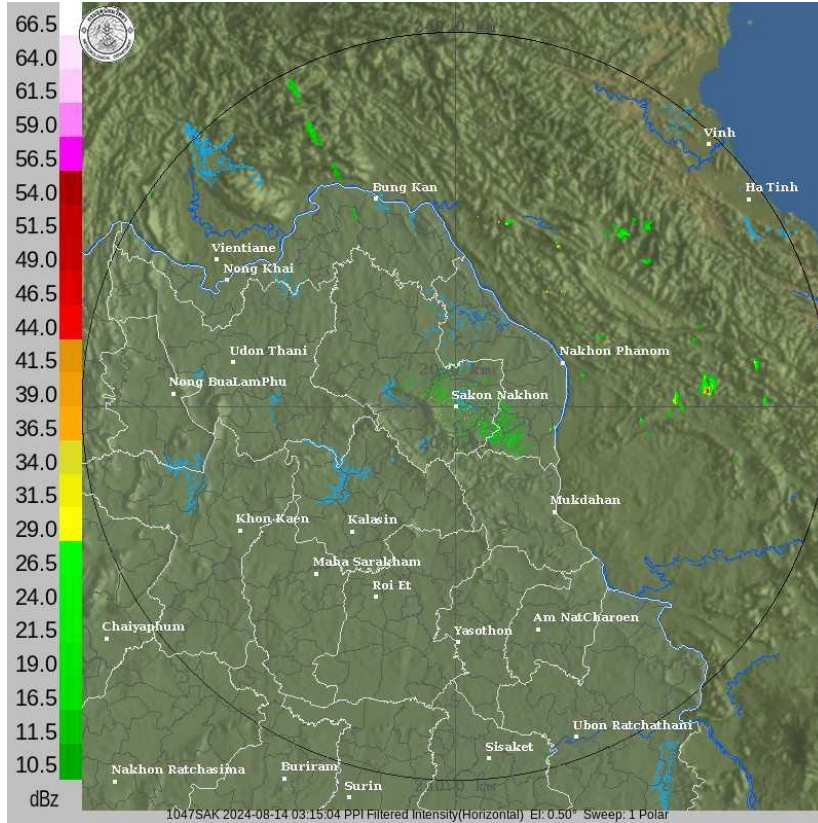 66.5
64.0
61.5
59.0
56.5
54.0
51.5
49.0
46.5
44.0
41.5
39.0
36.5
34.0
31.5
29.0
26.5
24.0
21.5
19.0
16.5
11.5
10.5
dBz
Vinh
Ha Tinh
Bung Kan
Vientiane
Nong Khai
Udon Thani
Nakhon Phanom
Nong BuaLamPhu
Sakon Nakhon
Mukdahan
Khon Kaen
Kalasin
Maha Sarakham
Roi Et
Chaiyaphum
Am NatCharoen
Yasothon
Ubon Ratchathani
Sisaket
Nakhon Ratchasima
Buriram
Surin
1047SAK 2024-08-14 03:15:04 PPI Filtered Intensity(Horizontal) El: 0.50° Sweep: 1 Polar